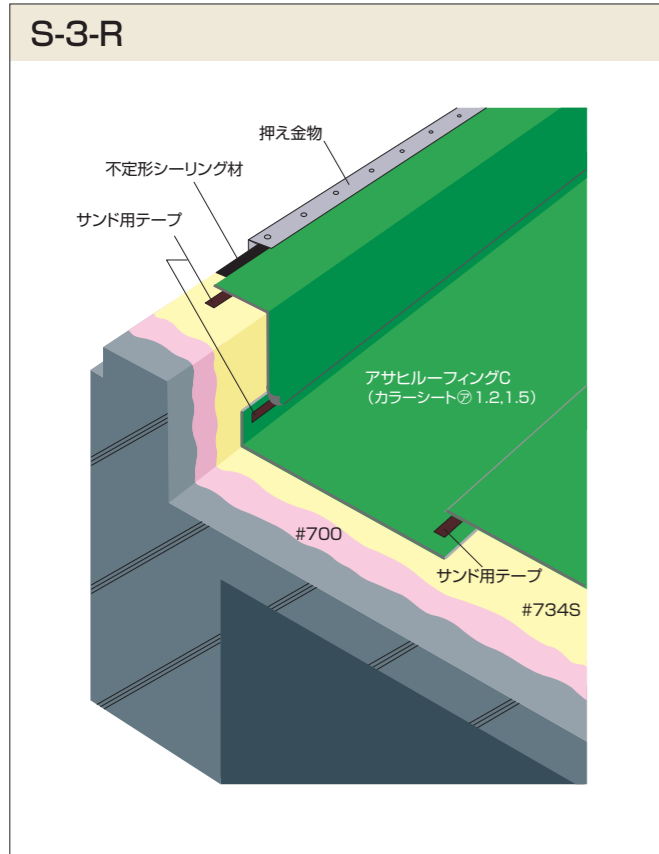 S-3-R
押え金物
不定形シーリング材
サンド用テープ
アサヒルーフィングC
（カラーシート㋐1.2,1.5）
#700
サンド用テープ
#734S